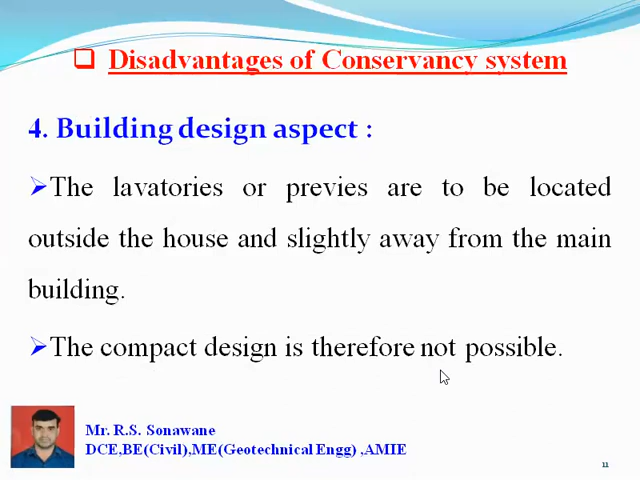 Disadvantages of Conservancy system
4. Building design aspect :
The lavatories or previes are to be located
outside the house and slightly away from the main
building.
The compact design is therefore not possible.
Mr. R.S. Sonawane
DCE,BE(Civil),ME(Geotechnical Engg) ,AMIE
11